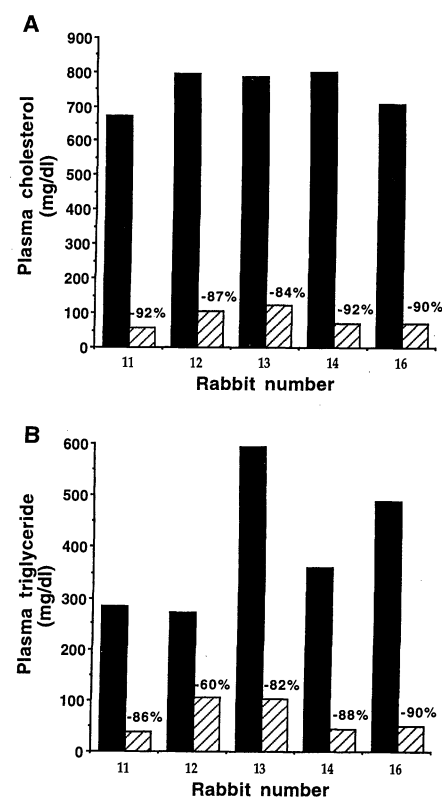 A
Plasma cholesterol
(mg/dl)
900
800
700
600
500
400
300
200
100
0
-92%
-87%
-84%
-92%
-90%
11 12 13 14 16
Rabbit number
B
Plasma triglyceride
(mg/dl)
600
500
400
300
200
100
0
-86%
-60%
-82%
-88%
-90%
11 12 13 14 16
Rabbit number